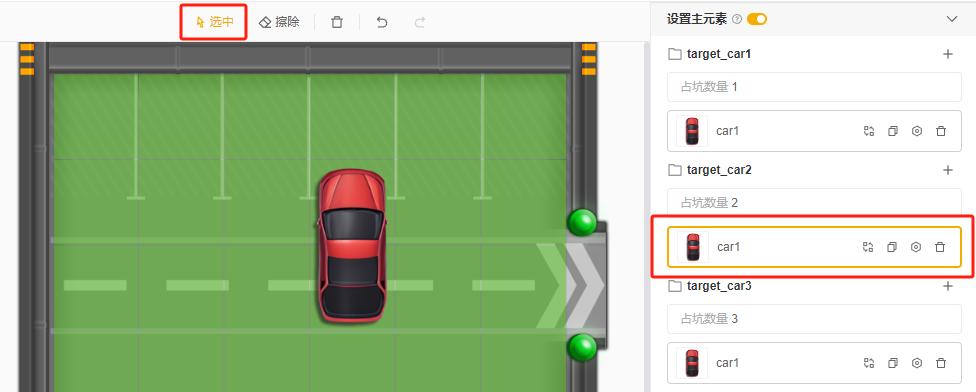 选中 擦除
设置主元素
target_car1
占坑数量 1
car1
target_car2
占坑数量 2
car1
target_car3
占坑数量 3
car1